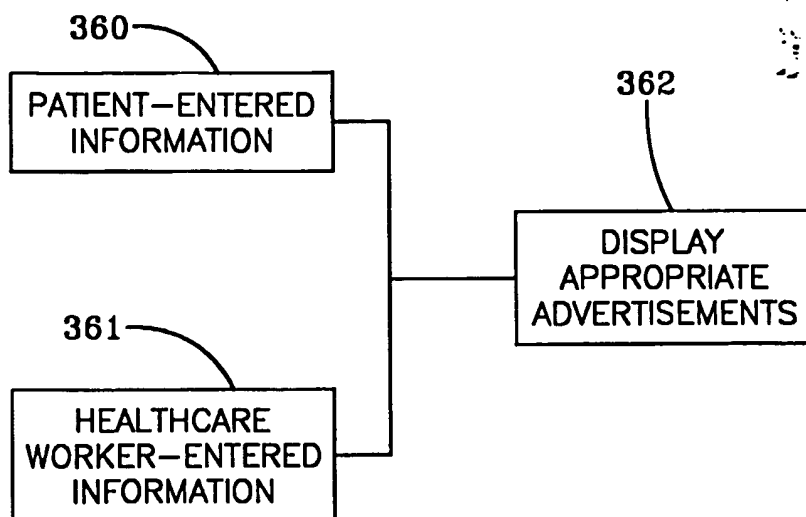 360
PATIENT-ENTERED
INFORMATION
362
DISPLAY
APPROPRIATE
ADVERTISEMENTS
361
HEALTHCARE
WORKER-ENTERED
INFORMATION